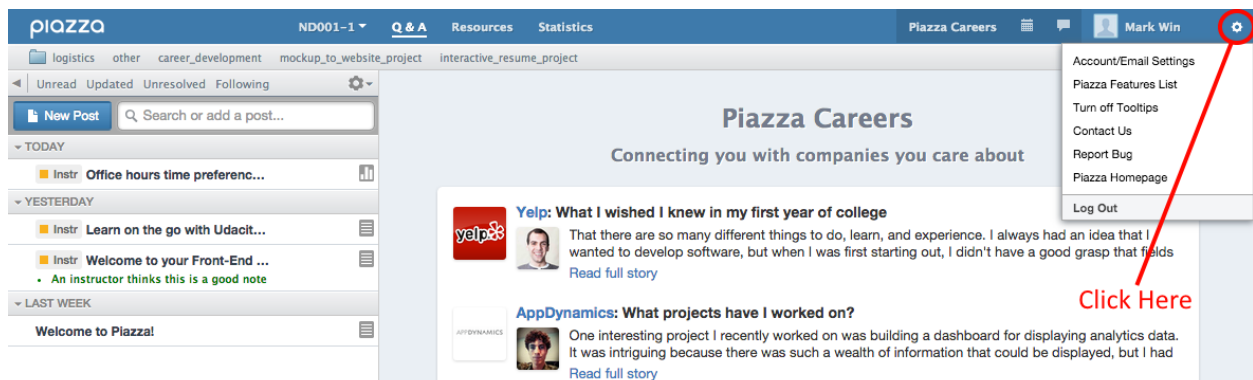 piazza
ND001-1
Q & A
Resources
Statistics
Piazza Careers
Mark Win
logistics other career_development mockup_to_website_project interactive_resume_project
Unread Updated Unresolved Following
New Post
Search or add a post...
TODAY
Instr Office hours time preferenc...
YESTERDAY
Instr Learn on the go with Udacit...
Instr Welcome to your Front-End ...
An instructor thinks this is a good note
LAST WEEK
Welcome to Piazza!
Piazza Careers
Connecting you with companies you care about
yelp
Yelp: What I wished I knew in my first year of college
That there are so many different things to do, learn, and experience. I always had an idea that I
wanted to develop software, but when I was first starting out, I didn't have a good grasp that fields
Read full story
APPDYNAMICS
AppDynamics: What projects have I worked on?
One interesting project I recently worked on was building a dashboard for displaying analytics data.
It was intriguing because there was such a wealth of information that could be displayed, but I had
Read full story
Account/Email Settings
Piazza Features List
Turn off Tooltips
Contact Us
Report Bug
Piazza Homepage
Log Out
Click Here